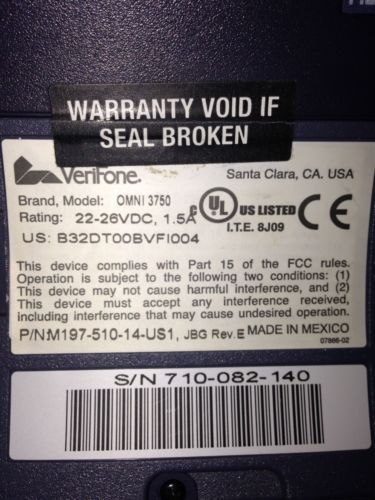 WARRANTY VOID IF
SEAL BROKEN
VeriFone.
Santa Clara, CA. USA
Brand, Model: OMNI 3750
Rating: 22-26VDC, 1.5A
c UL US LISTED
I.T.E. 8J09
US: B32DT00BVFI004
This device complies with Part 15 of the FCC rules.
Operation is subject to the following two conditions: (1)
This device may not cause harmful interference, and (2)
This device must accept any interference received,
including interference that may cause undesired operation.
P/N:M197-510-14-US1, JBG Rev.E MADE IN MEXICO
07866-02
S/N 710-082-140